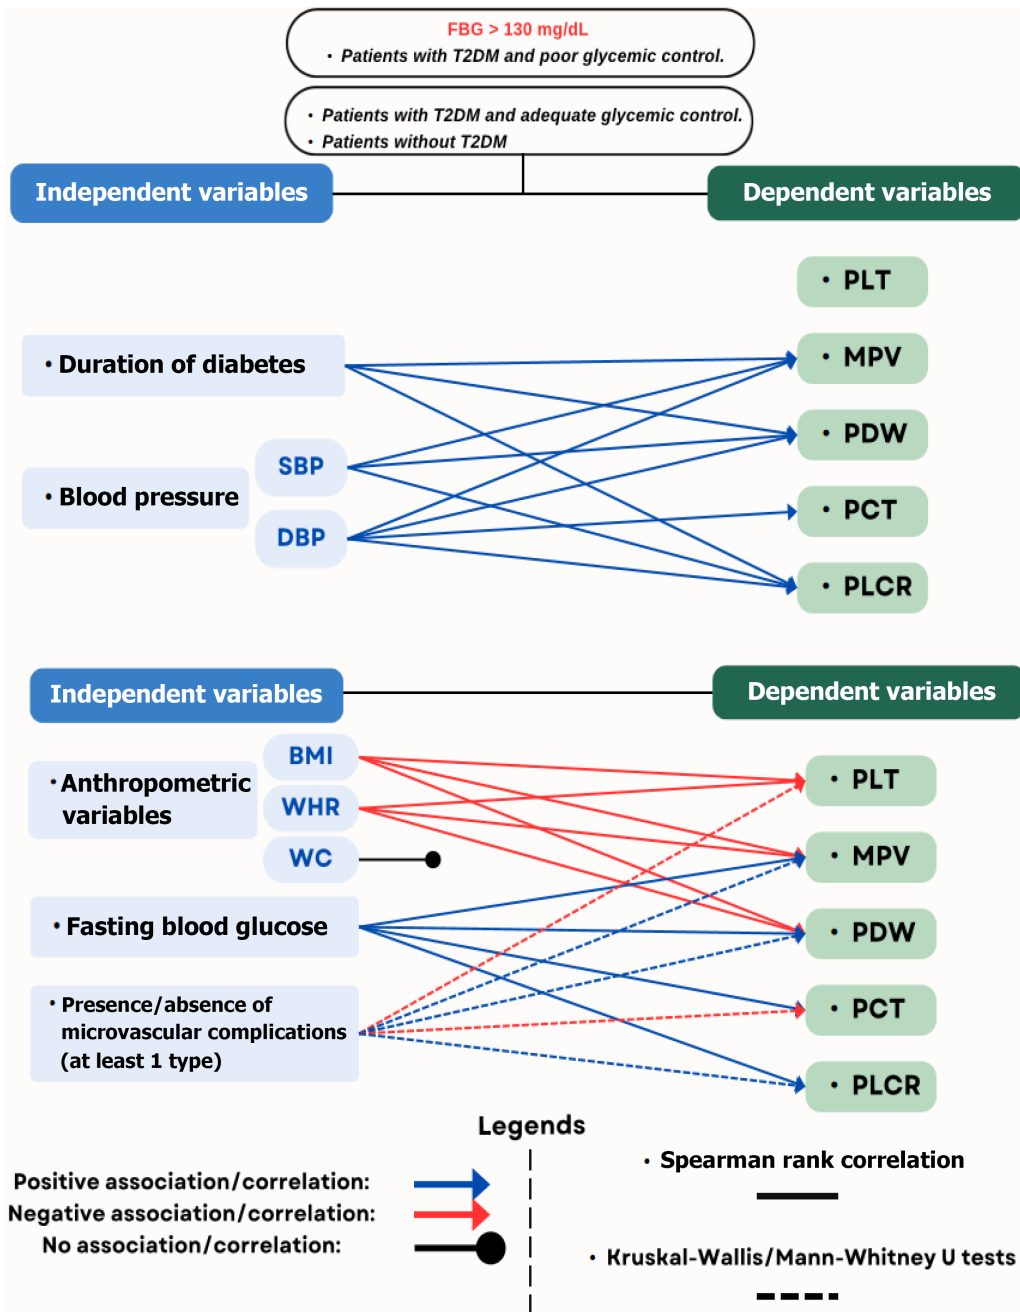 FBG > 130 mg/dL
• Patients with T2DM and poor glycemic control.
• Patients with T2DM and adequate glycemic control.
• Patients without T2DM
Independent variables
Dependent variables
• PLT
• Duration of diabetes
• MPV
• PDW
• Blood pressure
SBP
DBP
• PCT
• PLCR
Independent variables
Dependent variables
• Anthropometric
variables
BMI
WHR
WC
• PLT
• MPV
• Fasting blood glucose
• PDW
• Presence/absence of
microvascular complications
(at least 1 type)
• PCT
• PLCR
Legends
Positive association/correlation:
Negative association/correlation:
No association/correlation:
• Spearman rank correlation
• Kruskal-Wallis/Mann-Whitney U tests